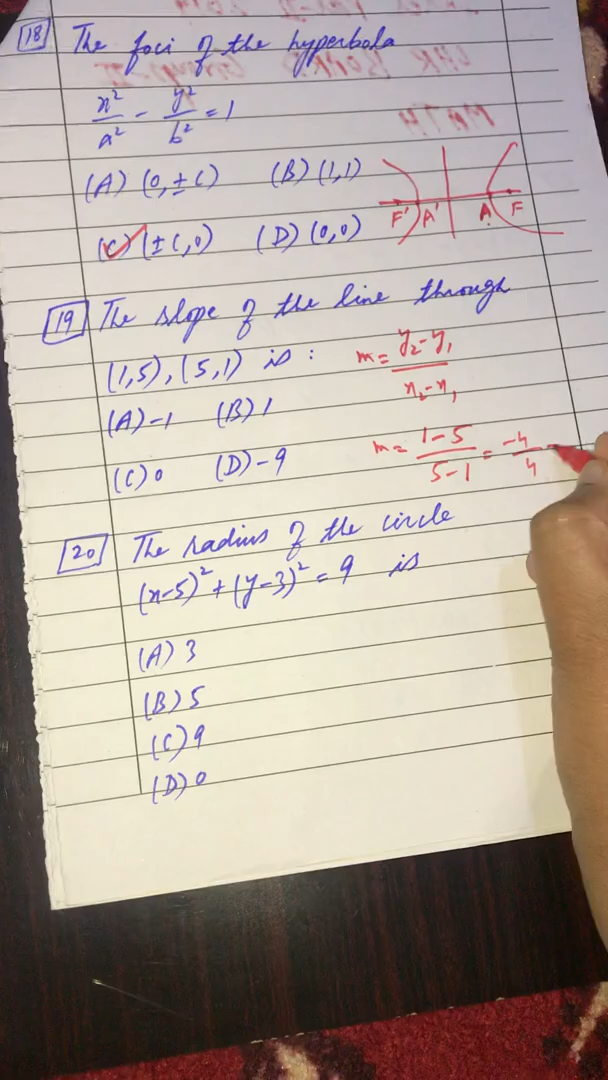 18 The foci of the hyperbola
x²/a² - y²/b² = 1
(A) (0, ±c) (B) (1,1)
(C) (±c, 0) (D) (0,0)
F' A' A F
19 The slope of the line through
(1,5), (5,1) is :
m = y₂-y₁/x₂-x₁
(A) -1 (B) 1
(C) 0 (D) -9
m = 1-5/5-1 = -4/4 =
20 The radius of the circle
(x-5)² + (y-3)² = 9 is
(A) 3
(B) 5
(C) 9
(D) 0